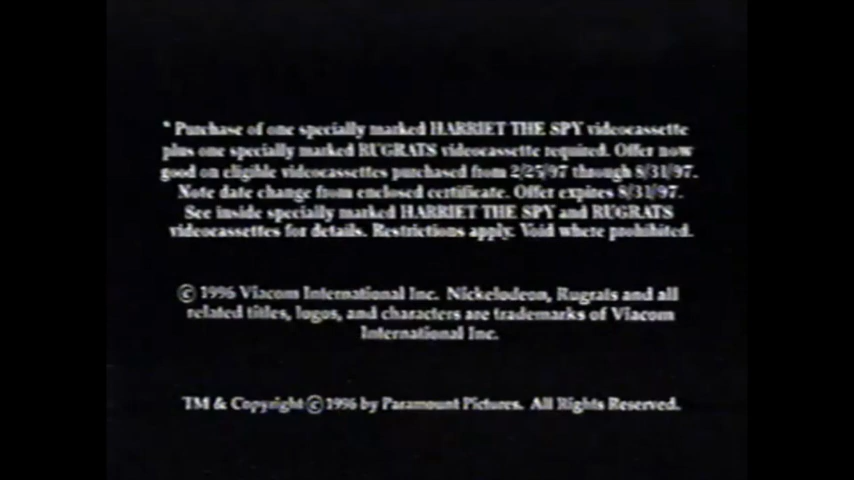 * Purchase of one specially marked HARRIET THE SPY videocassette
plus one specially marked RUGRATS videocassette required. Offer now
good on eligible videocassettes purchased from 2/25/97 through 8/31/97.
Note date change from enclosed certificate. Offer expires 8/31/97.
See inside specially marked HARRIET THE SPY and RUGRATS
videocassettes for details. Restrictions apply. Void where prohibited.
© 1996 Viacom International Inc. Nickelodeon, Rugrats and all
related titles, logos, and characters are trademarks of Viacom
International Inc.
TM & Copyright © 1996 by Paramount Pictures. All Rights Reserved.